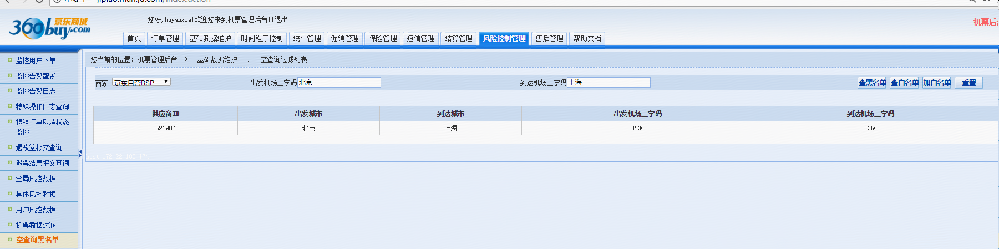 jipiao.man.jd.com/index.action
360buy.com 京东商城
您好,huyanxia!欢迎您来到机票管理后台![退出]
机票后台
首页 订单管理 基础数据维护 时间程序控制 统计管理 促销管理 保险管理 短信管理 结算管理 风险控制管理 售后管理 帮助文档
监控用户下单
监控告警配置
监控告警日志
特殊操作日志查询
携程订单取消状态
监控
退改签报文查询
退票结果报文查询
全局风控数据
具体风控数据
用户风控数据
机票数据过滤
空查询黑名单
您当前的位置：机票管理后台 > 基础数据维护 > 空查询过滤列表
商家 京东自营BSP 出发机场三字码 北京 到达机场三字码 上海 查黑名单 查白名单 加白名单 重置
供应商ID 出发城市 到达城市 出发机场三字码 到达机场三字码
621906 北京 上海 PEK SHA